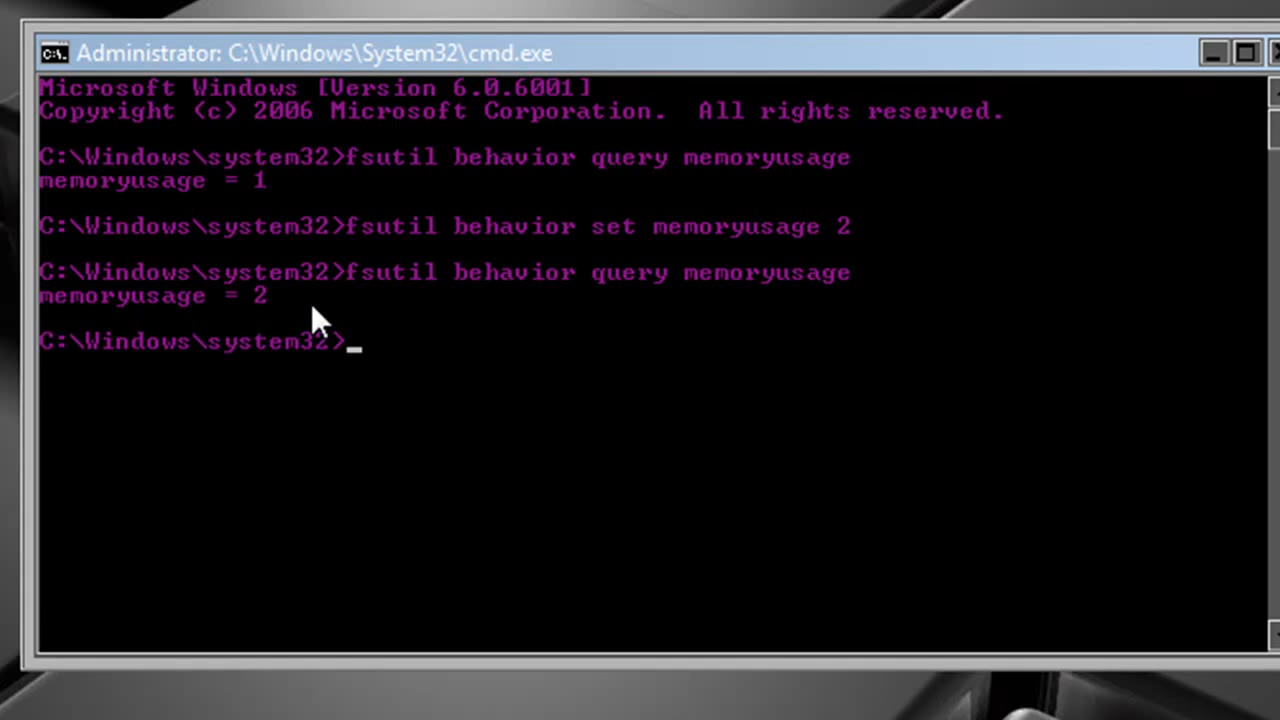 Administrator: C:\Windows\System32\cmd.exe
Microsoft Windows [Version 6.0.6001]
Copyright (c) 2006 Microsoft Corporation.  All rights reserved.
C:\Windows\system32>fsutil behavior query memoryusage
memoryusage = 1
C:\Windows\system32>fsutil behavior set memoryusage 2
C:\Windows\system32>fsutil behavior query memoryusage
memoryusage = 2
C:\Windows\system32>_